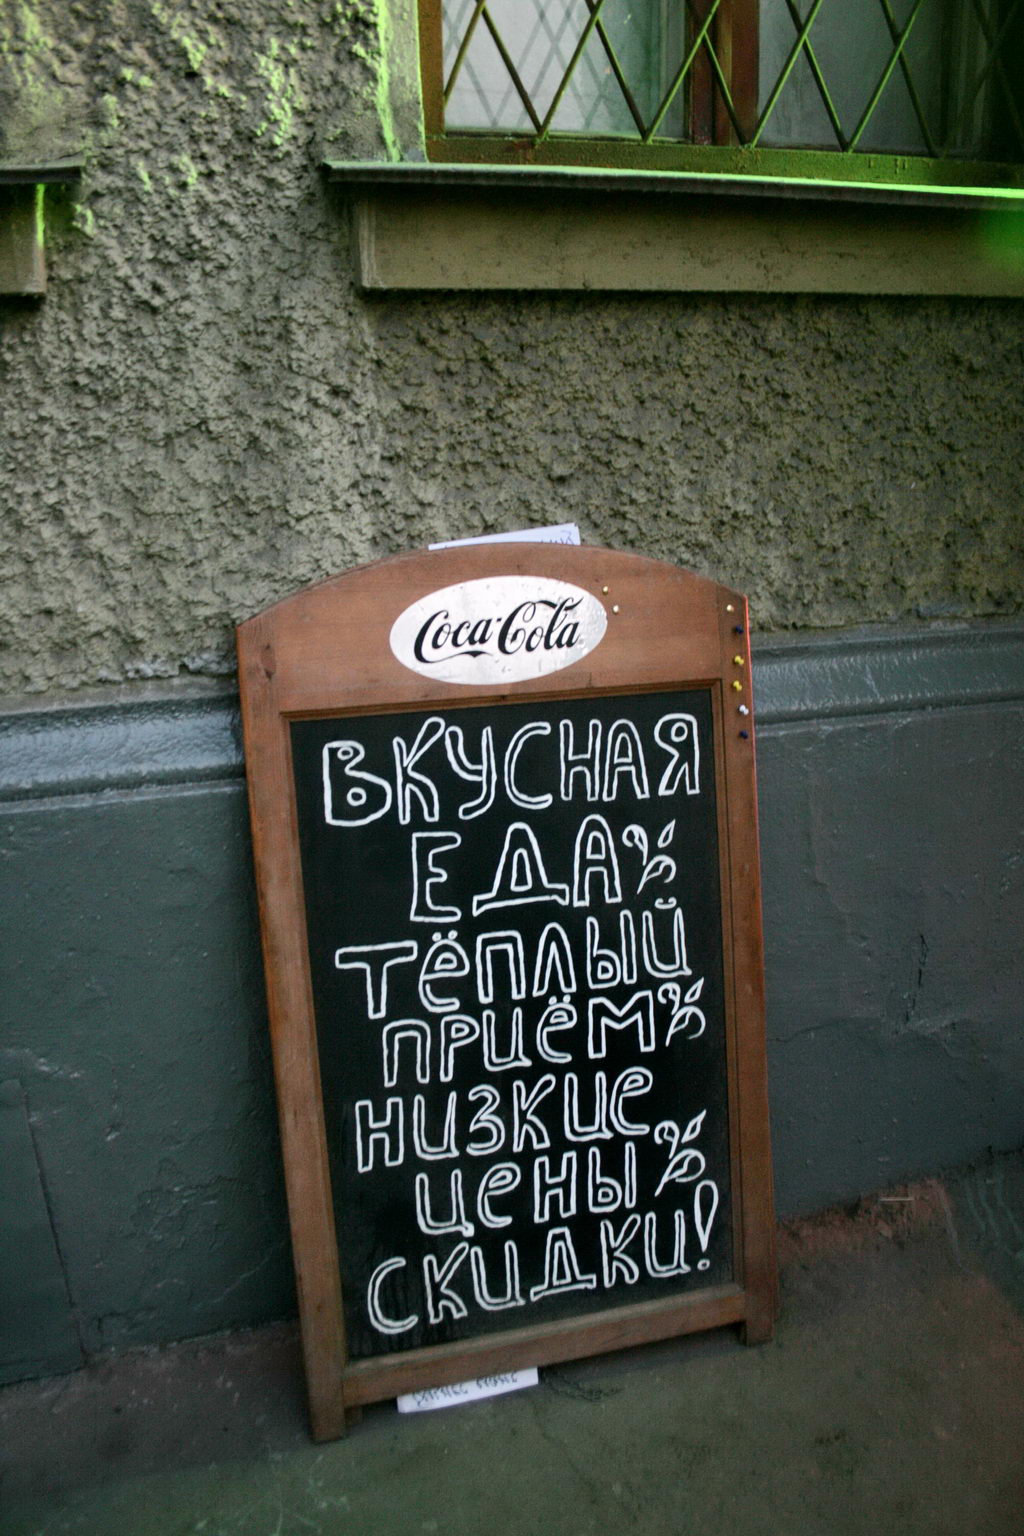 Coca-Cola
ВКУСНАЯ
ЕДА
ТЁПЛЫЙ
ПРИЁМ
НИЗКИЕ
ЦЕНЫ
СКИДКИ!